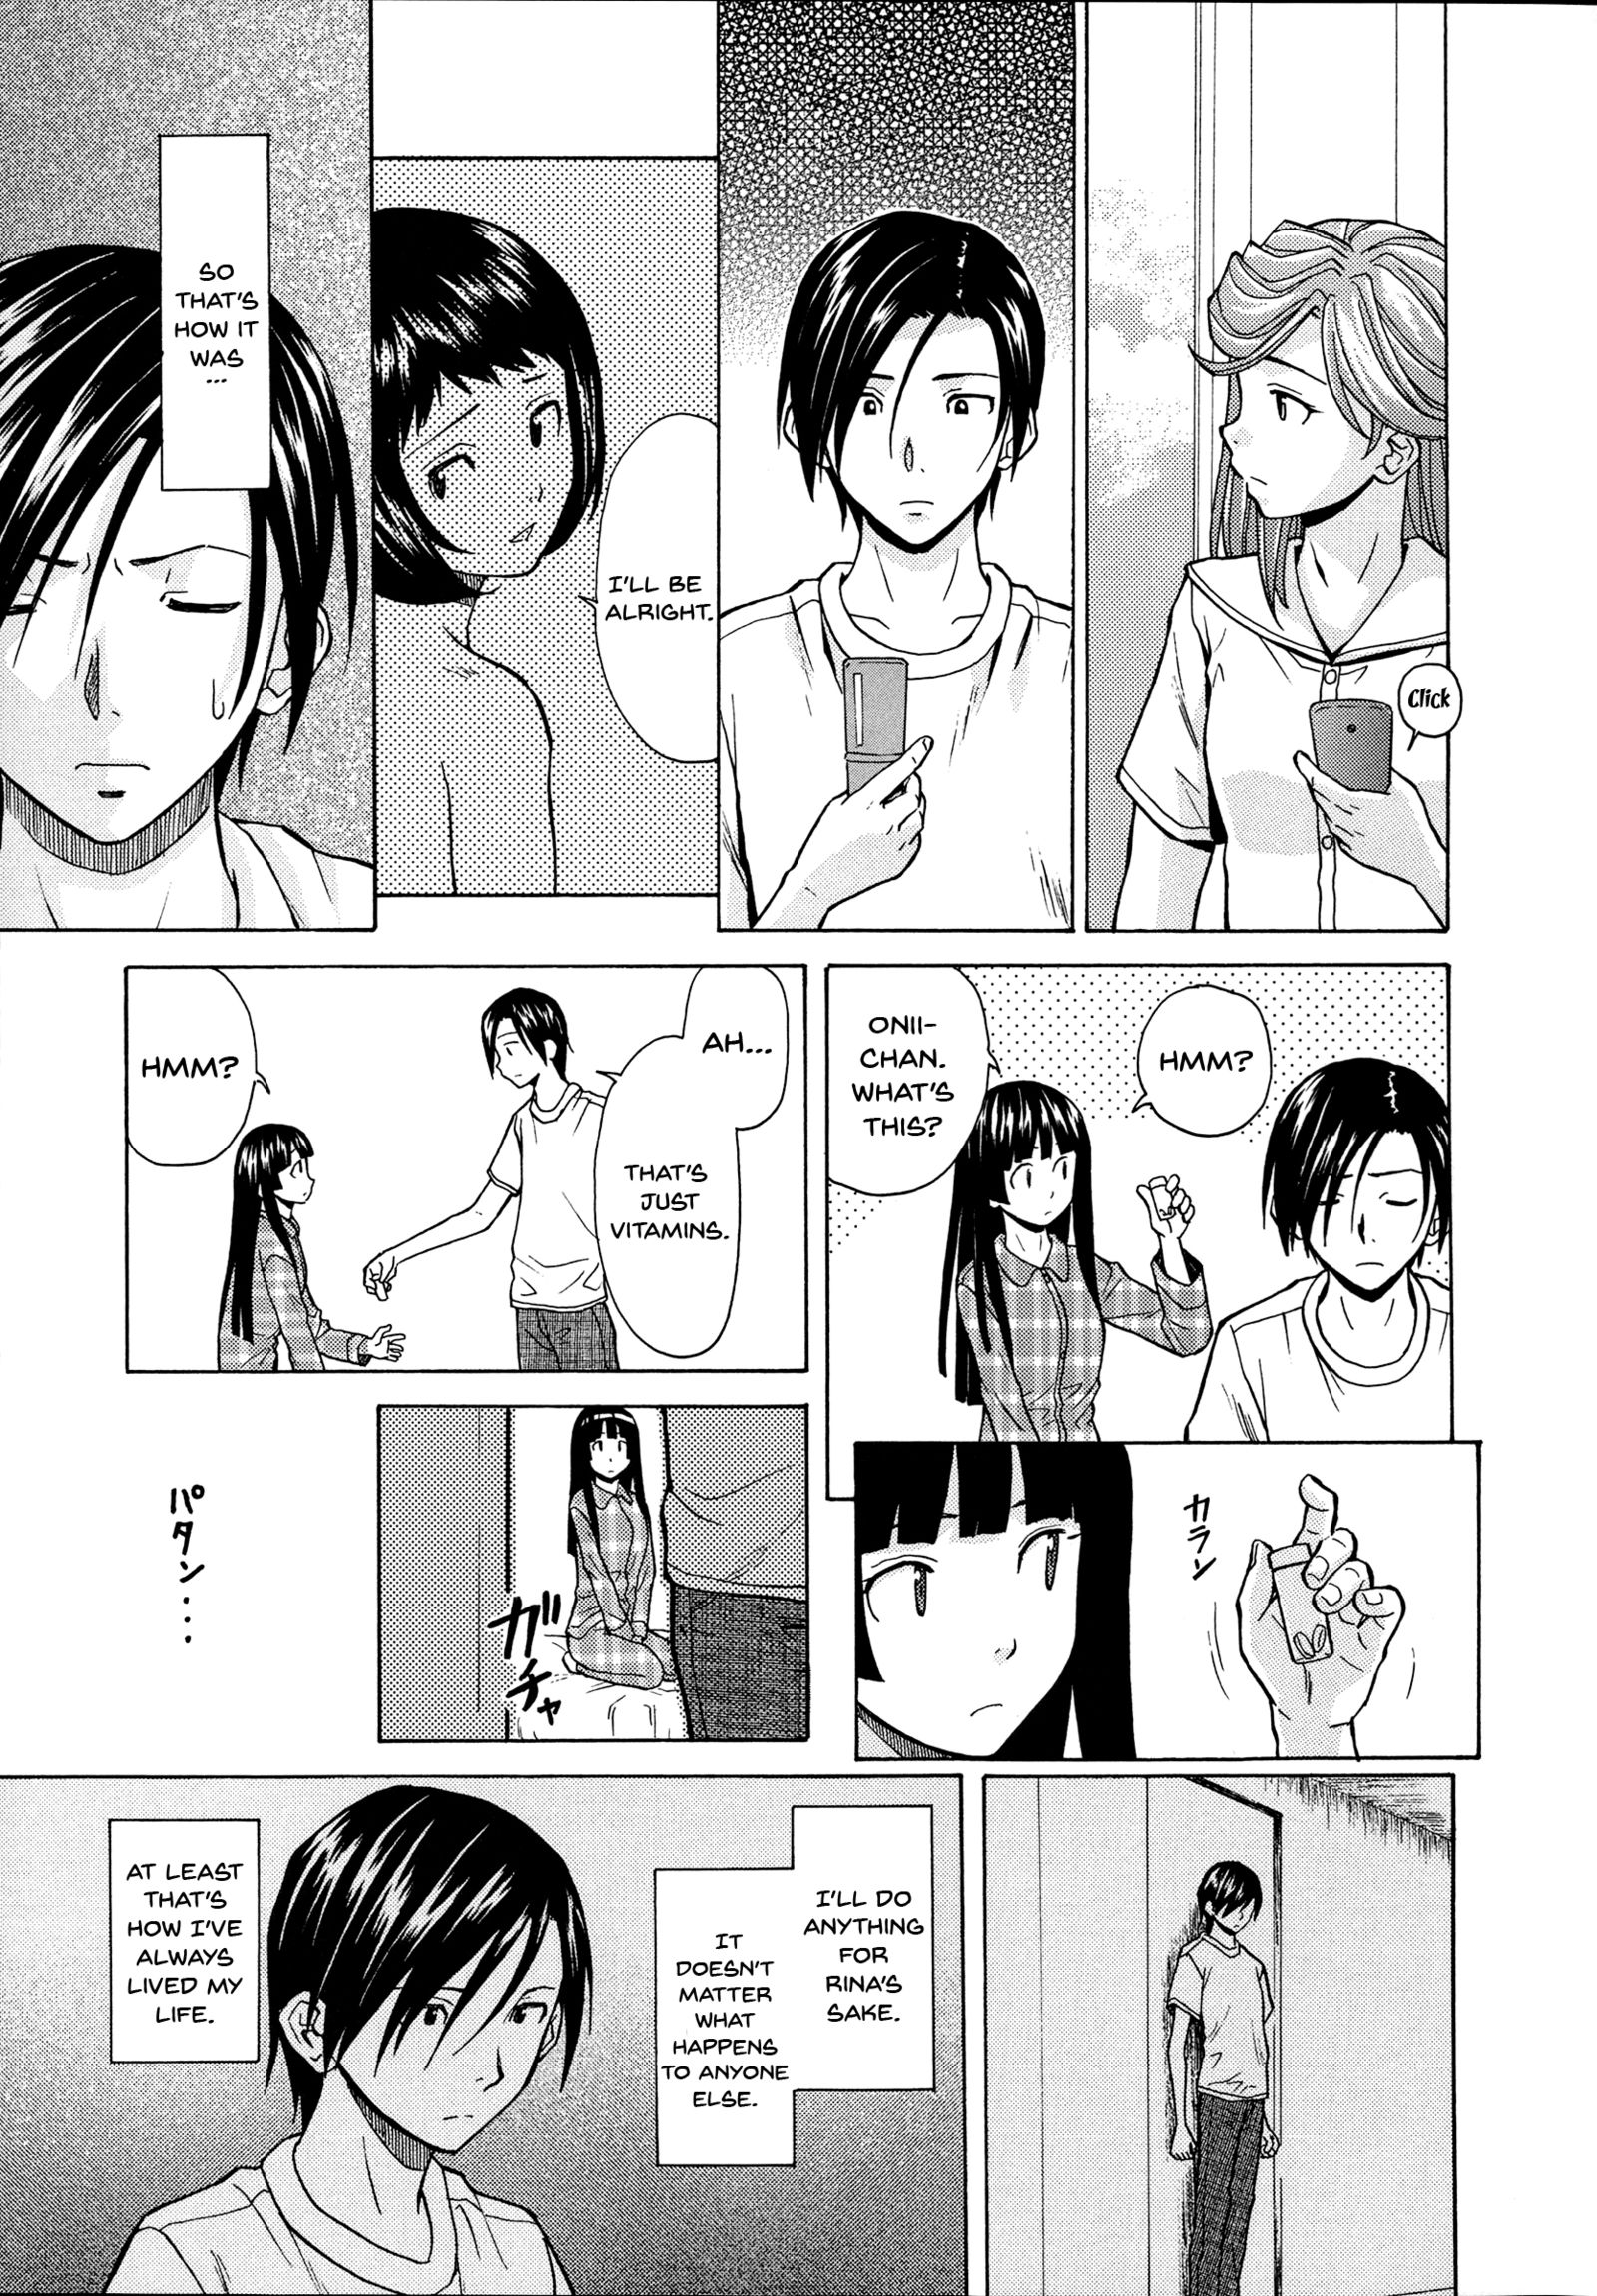 Click
I'LL BE
ALRIGHT.
SO
THAT'S
HOW IT
WAS
...
HMM?
ONII-
CHAN.
WHAT'S
THIS?
AH...
THAT'S
JUST
VITAMINS.
HMM?
カラン
ガチャ
パタン...
I'LL DO
ANYTHING
FOR
RINA'S
SAKE.
IT
DOESN'T
MATTER
WHAT
HAPPENS
TO ANYONE
ELSE.
AT LEAST
THAT'S
HOW I'VE
ALWAYS
LIVED MY
LIFE.